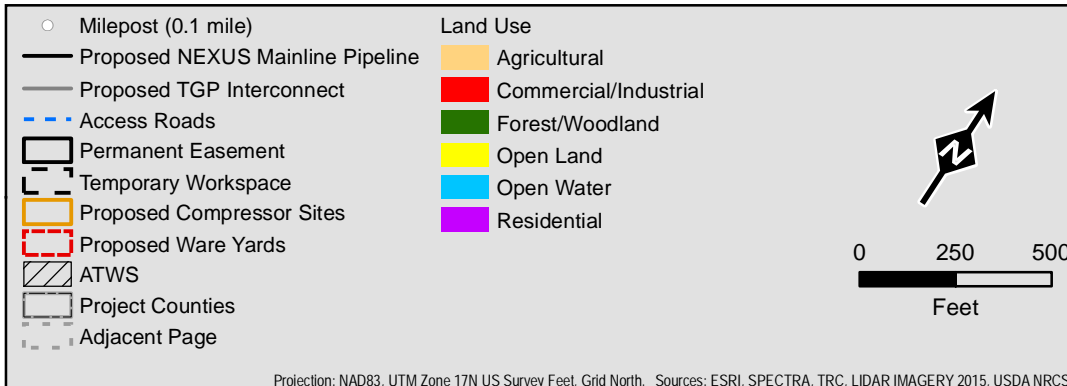 Milepost (0.1 mile)
Proposed NEXUS Mainline Pipeline
Proposed TGP Interconnect
Access Roads
Permanent Easement
Temporary Workspace
Proposed Compressor Sites
Proposed Ware Yards
ATWS
Project Counties
Adjacent Page
Land Use
Agricultural
Commercial/Industrial
Forest/Woodland
Open Land
Open Water
Residential
N
0 250 500
Feet
Projection: NAD83, UTM Zone 17N US Survey Feet, Grid North, Sources: ESRI, SPECTRA, TRC, LIDAR IMAGERY 2015, USDA NRCS